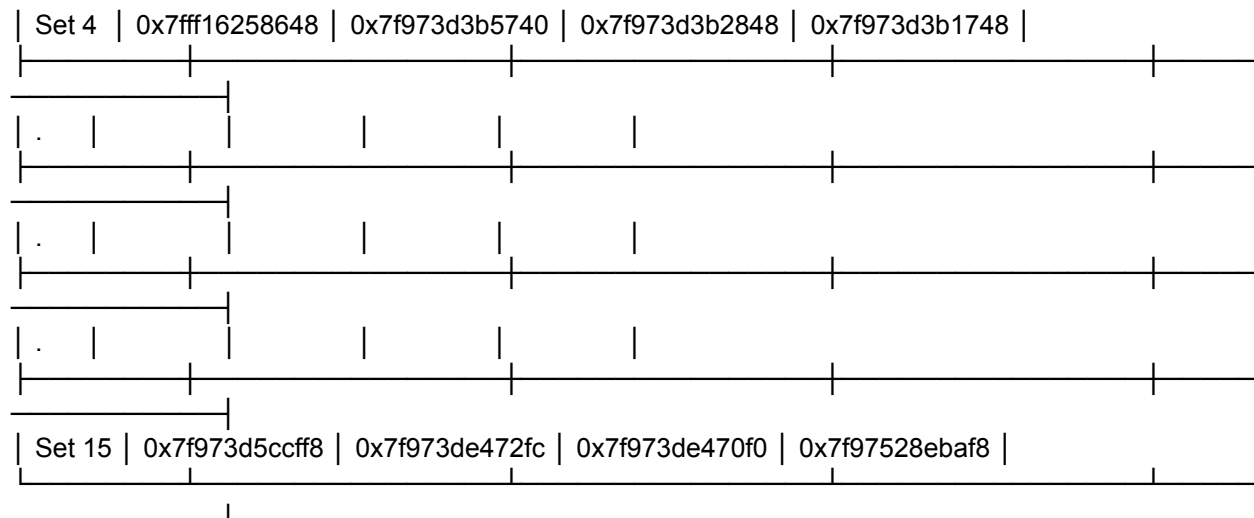 │ Set 4 │ 0x7fff16258648 │ 0x7f973d3b5740 │ 0x7f973d3b2848 │ 0x7f973d3b1748 │
├────────┼────────────────┼────────────────┼────────────────┼─────
───────────┤
│ . │ │ │ │ │
├────────┼────────────────┼────────────────┼────────────────┼─────
───────────┤
│ . │ │ │ │ │
├────────┼────────────────┼────────────────┼────────────────┼─────
───────────┤
│ . │ │ │ │ │
├────────┼────────────────┼────────────────┼────────────────┼─────
───────────┤
│ Set 15 │ 0x7f973d5ccff8 │ 0x7f973de472fc │ 0x7f973de470f0 │ 0x7f97528ebaf8 │
└────────┴────────────────┴────────────────┴────────────────┴─────